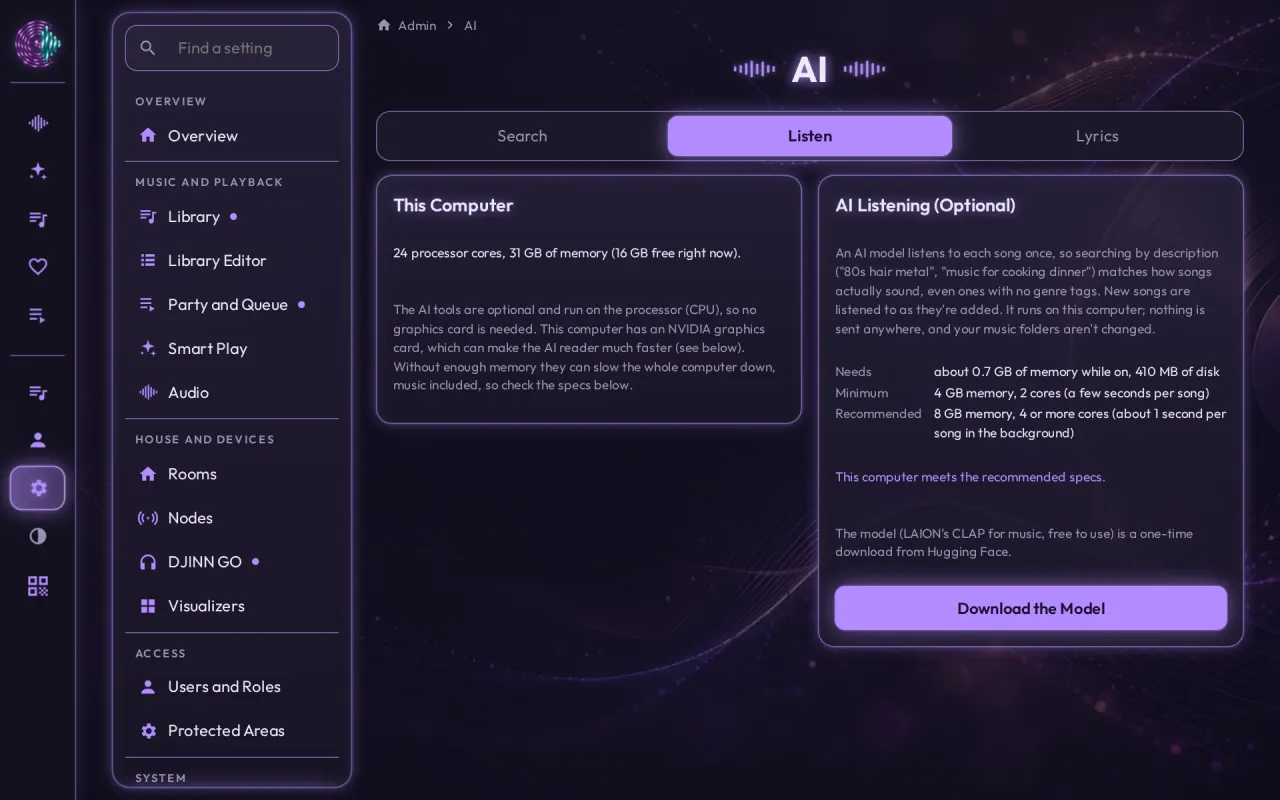 Find a setting
OVERVIEW
Overview
MUSIC AND PLAYBACK
Library
Library Editor
Party and Queue
Smart Play
Audio
HOUSE AND DEVICES
Rooms
Nodes
DJINN GO
Visualizers
ACCESS
Users and Roles
Protected Areas
SYSTEM
Admin > AI
AI
Search
Listen
Lyrics
This Computer
24 processor cores, 31 GB of memory (16 GB free right now).
The AI tools are optional and run on the processor (CPU), so no
graphics card is needed. This computer has an NVIDIA graphics
card, which can make the AI reader much faster (see below).
Without enough memory they can slow the whole computer down,
music included, so check the specs below.
AI Listening (Optional)
An AI model listens to each song once, so searching by description
("80s hair metal", "music for cooking dinner") matches how songs
actually sound, even ones with no genre tags. New songs are
listened to as they're added. It runs on this computer; nothing is
sent anywhere, and your music folders aren't changed.
Needs about 0.7 GB of memory while on, 410 MB of disk
Minimum 4 GB memory, 2 cores (a few seconds per song)
Recommended 8 GB memory, 4 or more cores (about 1 second per
song in the background)
This computer meets the recommended specs.
The model (LAION's CLAP for music, free to use) is a one-time
download from Hugging Face.
Download the Model